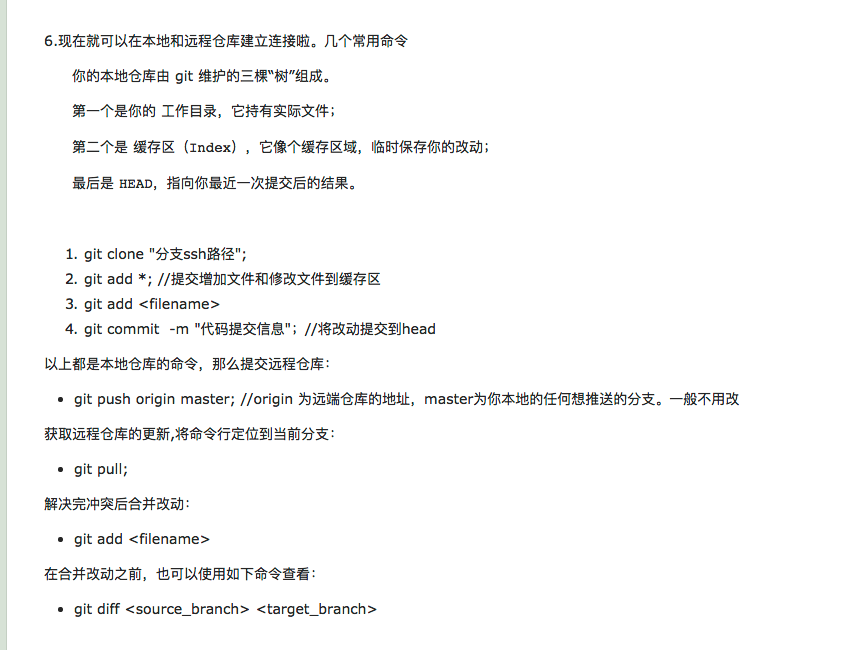 6.现在就可以在本地和远程仓库建立连接啦。几个常用命令
你的本地仓库由 git 维护的三棵“树”组成。
第一个是你的 工作目录，它持有实际文件；
第二个是 缓存区（Index），它像个缓存区域，临时保存你的改动；
最后是 HEAD，指向你最近一次提交后的结果。
1. git clone "分支ssh路径";
2. git add *; //提交增加文件和修改文件到缓存区
3. git add <filename>
4. git commit  -m "代码提交信息"；//将改动提交到head
以上都是本地仓库的命令，那么提交远程仓库：
• git push origin master; //origin 为远端仓库的地址，master为你本地的任何想推送的分支。一般不用改
获取远程仓库的更新,将命令行定位到当前分支：
• git pull;
解决完冲突后合并改动：
• git add <filename>
在合并改动之前，也可以使用如下命令查看：
• git diff <source_branch> <target_branch>